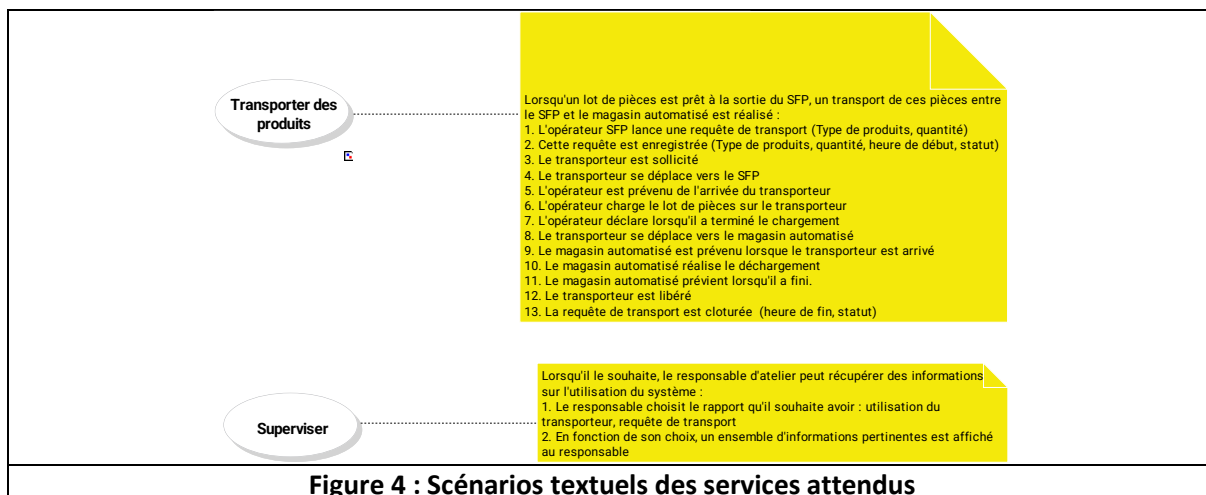 Transporter des
produits
Lorsqu'un lot de pièces est prêt à la sortie du SFP, un transport de ces pièces entre
le SFP et le magasin automatisé est réalisé :
1. L'opérateur SFP lance une requête de transport (Type de produits, quantité)
2. Cette requête est enregistrée (Type de produits, quantité, heure de début, statut)
3. Le transporteur est sollicité
4. Le transporteur se déplace vers le SFP
5. L'opérateur est prévenu de l'arrivée du transporteur
6. L'opérateur charge le lot de pièces sur le transporteur
7. L'opérateur déclare lorsqu'il a terminé le chargement
8. Le transporteur se déplace vers le magasin automatisé
9. Le magasin automatisé est prévenu lorsque le transporteur est arrivé
10. Le magasin automatisé réalise le déchargement
11. Le magasin automatisé prévient lorsqu'il a fini.
12. Le transporteur est libéré
13. La requête de transport est cloturée (heure de fin, statut)
Superviser
Lorsqu'il le souhaite, le responsable d'atelier peut récupérer des informations
sur l'utilisation du système :
1. Le responsable choisit le rapport qu'il souhaite avoir : utilisation du
transporteur, requête de transport
2. En fonction de son choix, un ensemble d'informations pertinentes est affiché
au responsable
Figure 4 : Scénarios textuels des services attendus